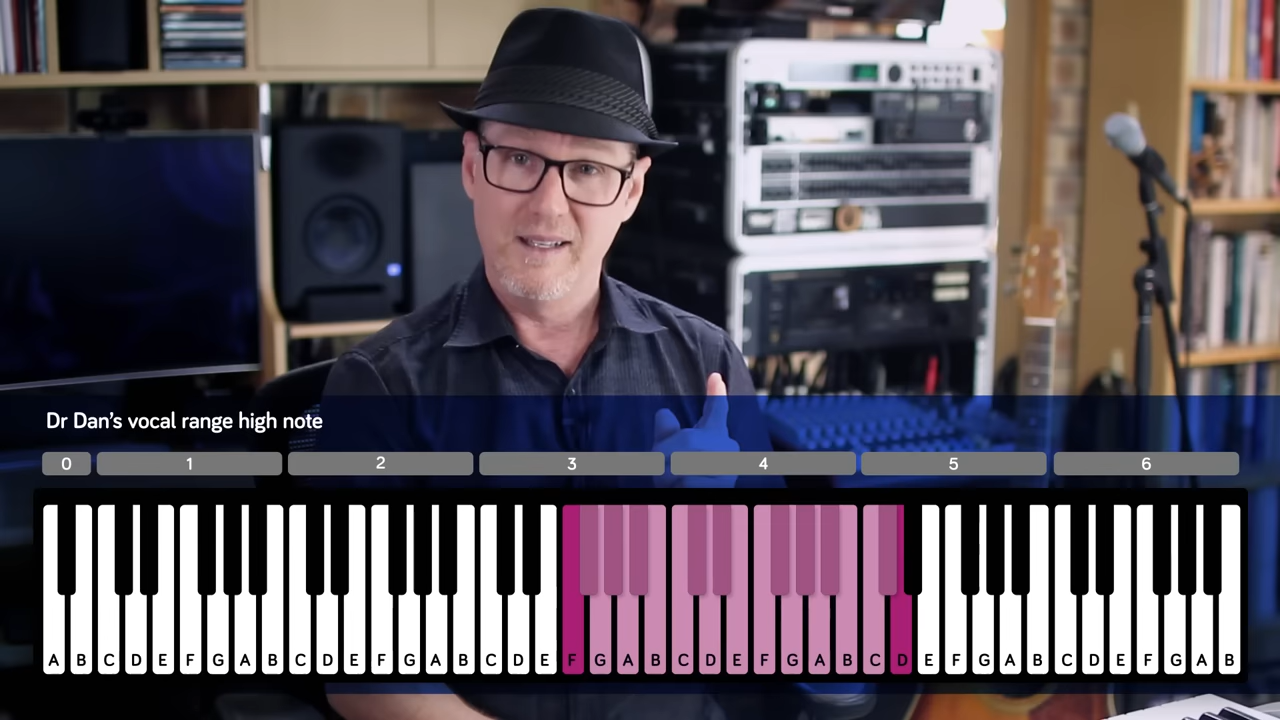 Dr Dan's vocal range high note
0 1 2 3 4 5 6
A B C D E F G A B C D E F G A B C D E F G A B C D E F G A B C D E F G A B C D E F G A B